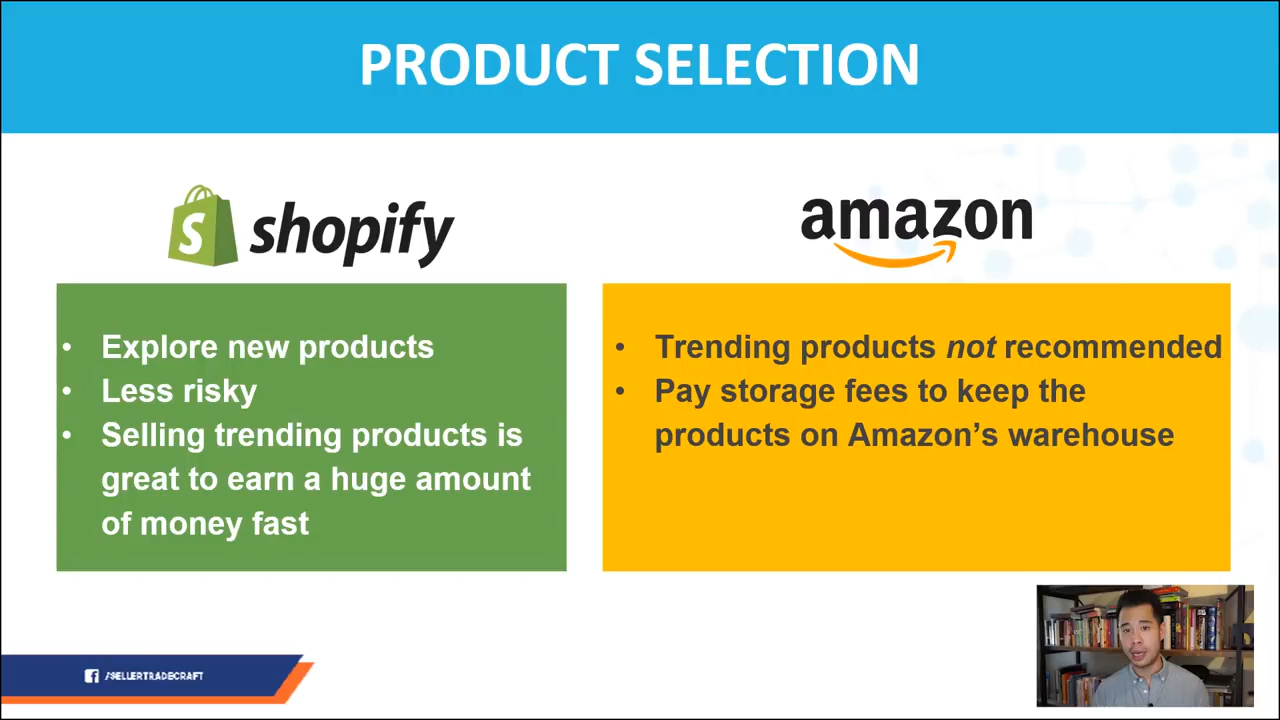 PRODUCT SELECTION
shopify
• Explore new products
• Less risky
• Selling trending products is
great to earn a huge amount
of money fast
amazon
• Trending products not recommended
• Pay storage fees to keep the
products on Amazon’s warehouse
/SELLERTRADECRAFT